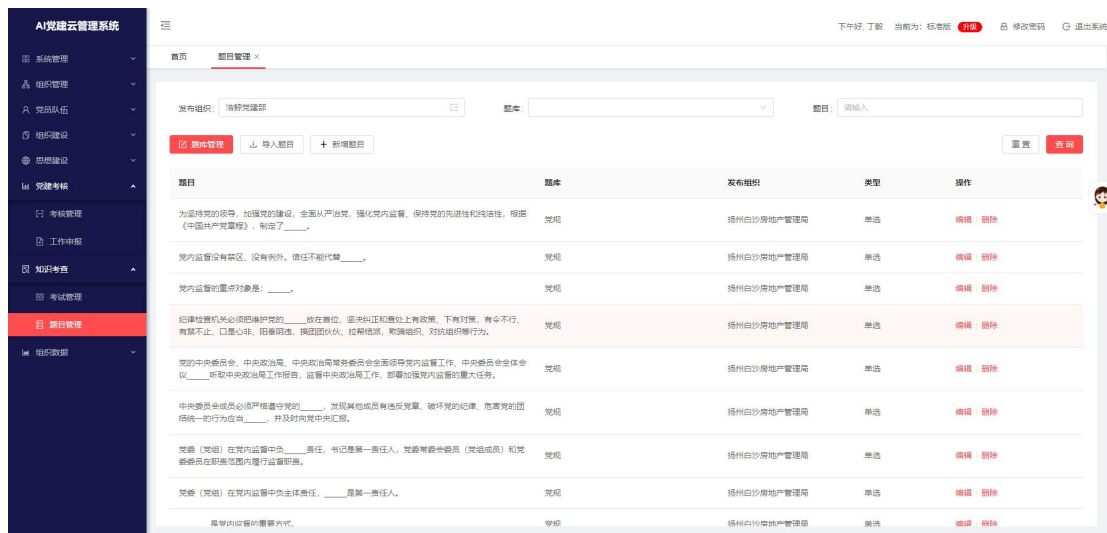 AI党建云管理系统
下午好, 丁毅 当前为: 标准版 升级 修改密码 退出系统
系统管理
组织管理
党员队伍
组织建设
思想建设
党建考核
考核管理
工作申报
知识考查
考试管理
题目管理
组织数据
首页 题目管理 ×
发布组织: 浩鲸党建部 题库: 题目: 请输入
题库管理 导入题目 + 新增题目 重置 查询
题目 题库 发布组织 类型 操作
为坚持党的领导，加强党的建设，全面从严治党，强化党内监督、保持党的先进性和纯洁性，根据
《中国共产党章程》，制定了_____。 党规 扬州白沙房地产管理局 单选 编辑 删除
党内监督没有禁区、没有例外。信任不能代替_____。 党规 扬州白沙房地产管理局 单选 编辑 删除
党内监督的重点对象是：_____。 党规 扬州白沙房地产管理局 单选 编辑 删除
纪律检查机关必须把维护党的_____放在首位，坚决纠正和查处上有政策、下有对策，有令不行、
有禁不止、口是心非、阳奉阴违，搞团团伙伙、拉帮结派、欺骗组织、对抗组织等行为。 党规 扬州白沙房地产管理局 单选 编辑 删除
党的中央委员会、中央政治局、中央政治局常务委员会全面领导党内监督工作、中央委员会全体会
议_____听取中央政治局工作报告，监督中央政治局工作，部署加强党内监督的重大任务。 党规 扬州白沙房地产管理局 单选 编辑 删除
中央委员会成员必须严格遵守党的_____，发现其他成员有违反党章、破坏党的纪律、危害党的团
结统一的行为应当_____，并及时向党中央汇报。 党规 扬州白沙房地产管理局 单选 编辑 删除
党委（党组）在党内监督中负_____责任，书记是第一责任人，党委常委会委员（党组成员）和党
委委员在职责范围内履行监督职责。 党规 扬州白沙房地产管理局 单选 编辑 删除
党委（党组）在党内监督中负主体责任，_____是第一责任人。 党规 扬州白沙房地产管理局 单选 编辑 删除
_____是党内监督的重要方式。 党规 扬州白沙房地产管理局 单选 编辑 删除